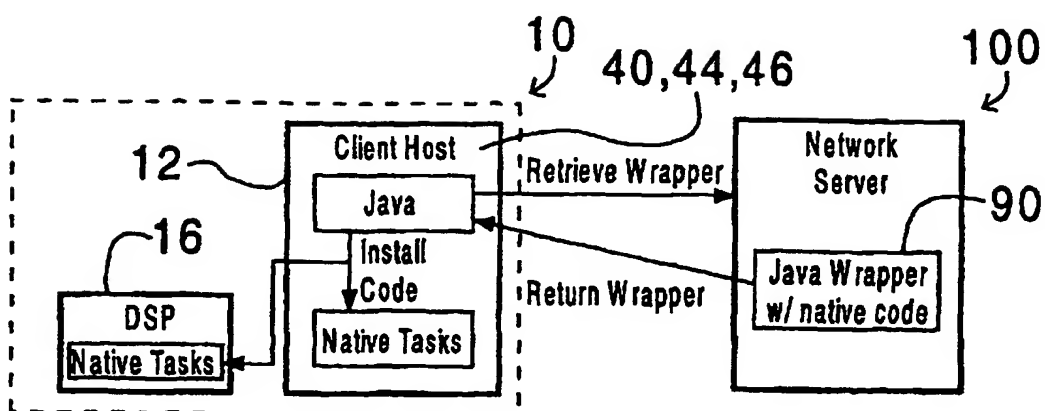 10
40,44,46
100
12
Client Host
Network
Server
Retrieve Wrapper
Java
90
16
Install
Code
Java Wrapper
w/ native code
Return Wrapper
DSP
Native Tasks
Native Tasks